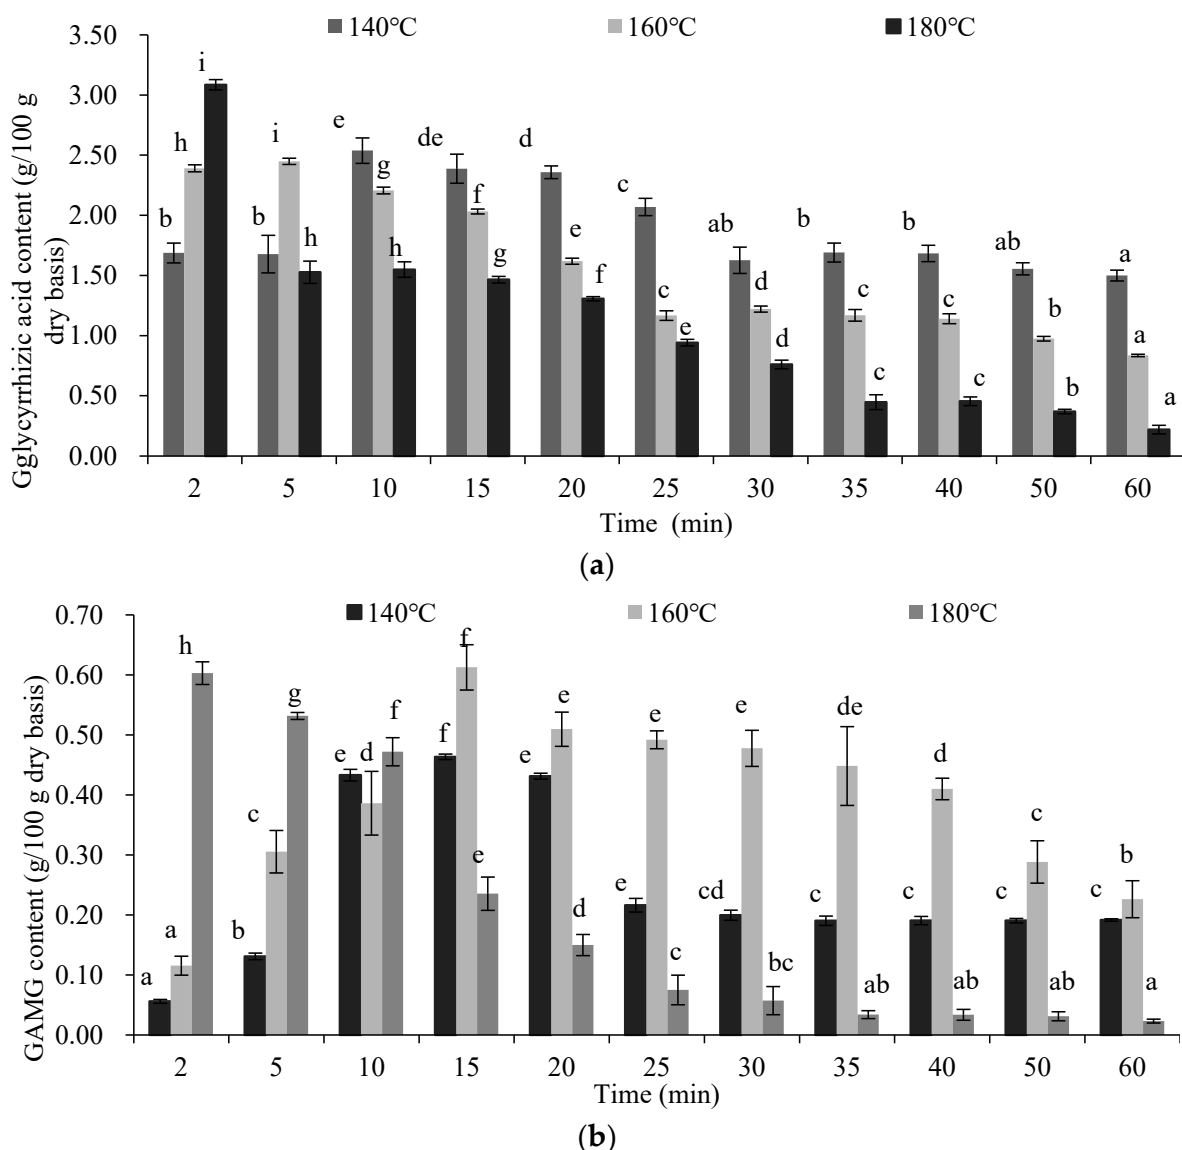 140°C 160°C 180°C
3.50
3.00
2.50
2.00
1.50
1.00
0.50
0.00
Gglycyrrhizic acid content (g/100 g
dry basis)
b h i
b i h
e g h
de f g
d e f
c c e
ab d d
b c c
b c c
ab b b
a a a
2 5 10 15 20 25 30 35 40 50 60
Time (min)
(a)
140°C 160°C 180°C
0.70
0.60
0.50
0.40
0.30
0.20
0.10
0.00
GAMG content (g/100 g dry basis)
a a h
b c g
e d f
f f e
e e d
e e c
cd e bc
c de ab
c d ab
c c ab
c b a
2 5 10 15 20 25 30 35 40 50 60
Time (min)
(b)